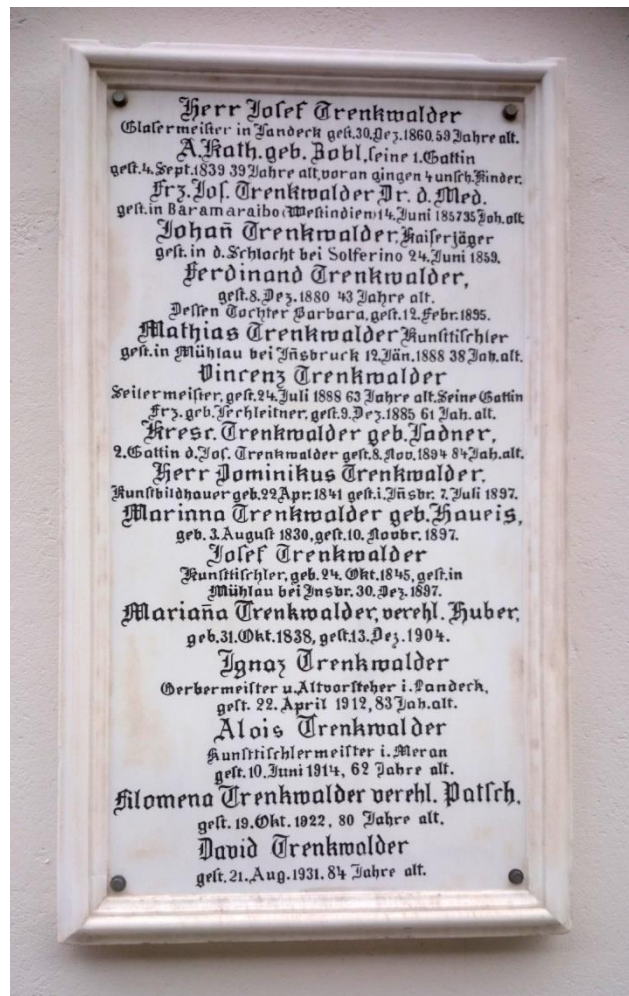 Herr Josef Trenkwalder
Glasermeister in Landeck gest.30.Dez.1860.59 Jahre alt.
A.Kath.geb.Zobl,seine 1.Gattin
gest.4.Sept.1839 39 Jahre alt,voran gingen 4 unsch.Kinder.
Frz.Jos.Trenkwalder Dr.d.Med.
gest.in Baramaraibo(Westindien)14.Juni 1857 35 Jah.alt
Johan̄ Trenkwalder,Kaiserjäger
gest.in d.Schlacht bei Solferino 24.Juni 1859.
Ferdinand Trenkwalder,
gest.8.Dez.1880 43 Jahre alt.
Dessen Tochter Barbara,gest.12.Febr.1895.
Mathias Trenkwalder Kunsttischler
gest.in Mühlau bei Iñsbruck 12.Jän.1888 38 Jah.alt.
Vincenz Trenkwalder
Seilermeister,gest.24.Juli 1888 63 Jahre alt.Seine Gattin
Frz.geb.Lechleitner,gest.9.Dez.1885 61 Jah.alt.
Kresc.Trenkwalder geb.Ladner,
2.Gattin d.Jos.Trenkwalder gest.8.Nov.1894 84 Jah.alt.
Herr Dominikus Trenkwalder.
Kunstbildhauer geb.22 Apr.1841 gest.i.Iñsbr.7.Juli 1897.
Marianna Trenkwalder geb.Haueis,
geb.3.August 1830,gest.10.Novbr.1897.
Josef Trenkwalder
Kunsttischler,geb.24.Okt.1845,gest.in
Mühlau bei Insbr.30.Dez.1897.
Mariaña Trenkwalder,verehl.Huber,
geb.31.Okt.1838,gest.13.Dez.1904.
Ignaz Trenkwalder
Gerbermeister u.Altvorsteher i.Landeck,
gest.22.April 1912,83 Jah.alt.
Alois Trenkwalder
Kunsttischlermeister i.Meran
gest.10.Juni 1914, 62 Jahre alt.
Filomena Trenkwalder verehl.Patsch,
gest.19.Okt.1922, 80 Jahre alt.
David Trenkwalder
gest.21.Aug.1931.84 Jahre alt.